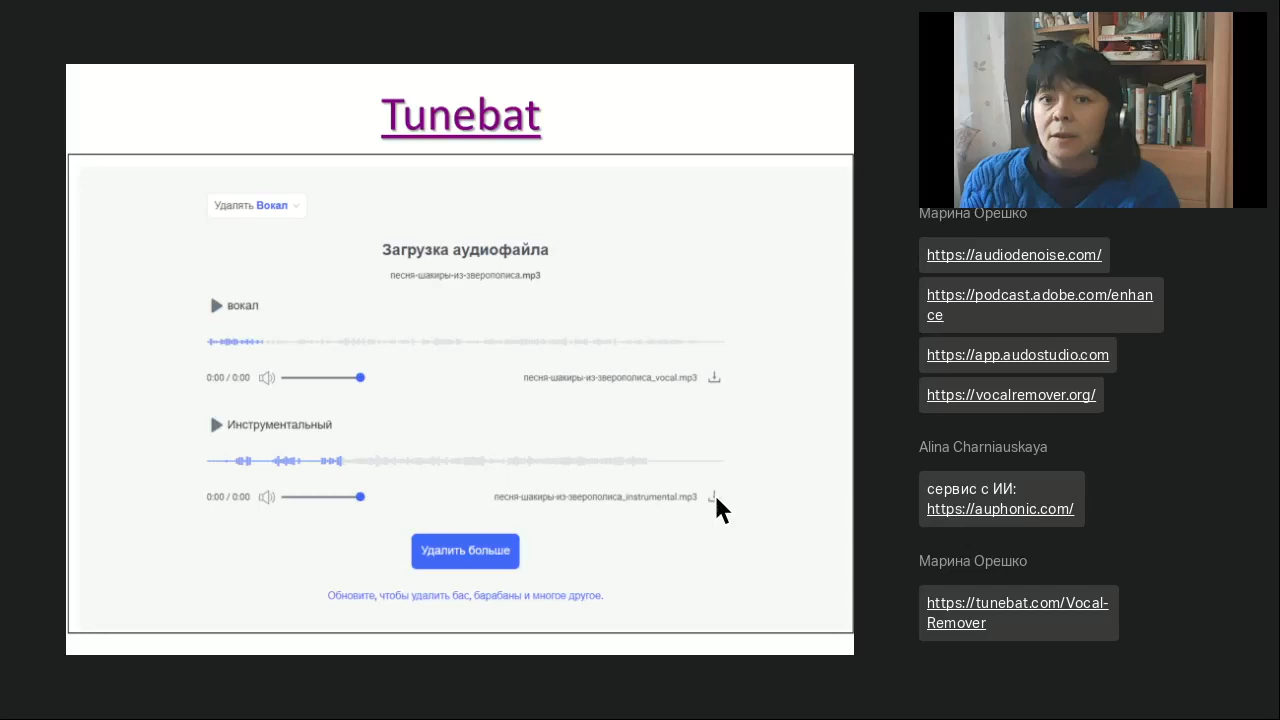 Tunebat
Удалять Вокал
Загрузка аудиофайла
песня-шакиры-из-зверополиса.mp3
вокал
0:00 / 0:00
песня-шакиры-из-зверополиса_vocal.mp3
Инструментальный
0:00 / 0:00
песня-шакиры-из-зверополиса_instrumental.mp3
Удалить больше
Обновите, чтобы удалить бас, барабаны и многое другое.
Марина Орешко
https://audiodenoise.com/
https://podcast.adobe.com/enhan
ce
https://app.audostudio.com
https://vocalremover.org/
Alina Charniauskaya
сервис с ИИ:
https://auphonic.com/
Марина Орешко
https://tunebat.com/Vocal-
Remover